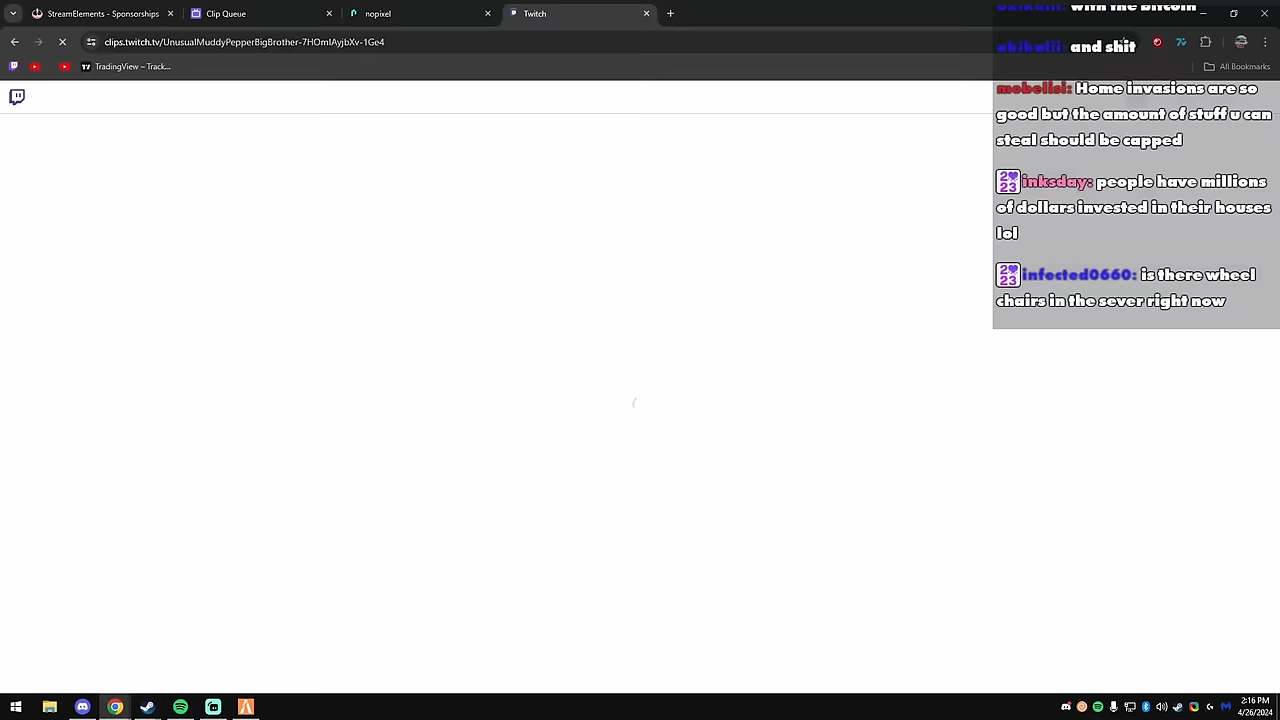 StreamElements - Sponsorships
Clip Queue
nopixel
Twitch
clips.twitch.tv/UnusualMuddyPepperBigBrother-7HOmIAyjbXv-1Ge4
TradingView – Track...
All Bookmarks
akikalii: with the bitcoin
akikalii: and shit
mobelisi: Home invasions are so
good but the amount of stuff u can
steal should be capped
inksday: people have millions
of dollars invested in their houses
lol
infected0660: is there wheel
chairs in the sever right now
2:16 PM
4/26/2024